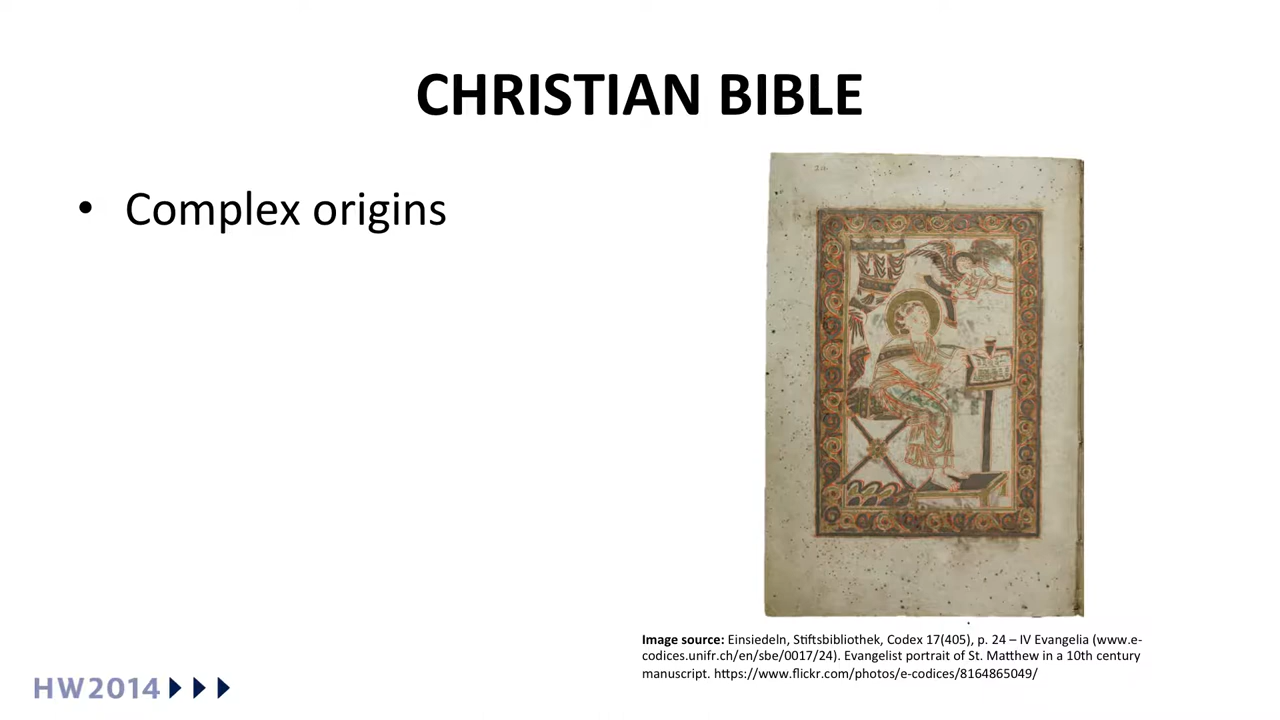 CHRISTIAN BIBLE
• Complex origins
Image source: Einsiedeln, Stiftsbibliothek, Codex 17(405), p. 24 – IV Evangelia (www.e-
codices.unifr.ch/en/sbe/0017/24). Evangelist portrait of St. Matthew in a 10th century
manuscript. https://www.flickr.com/photos/e-codices/8164865049/
HW2014